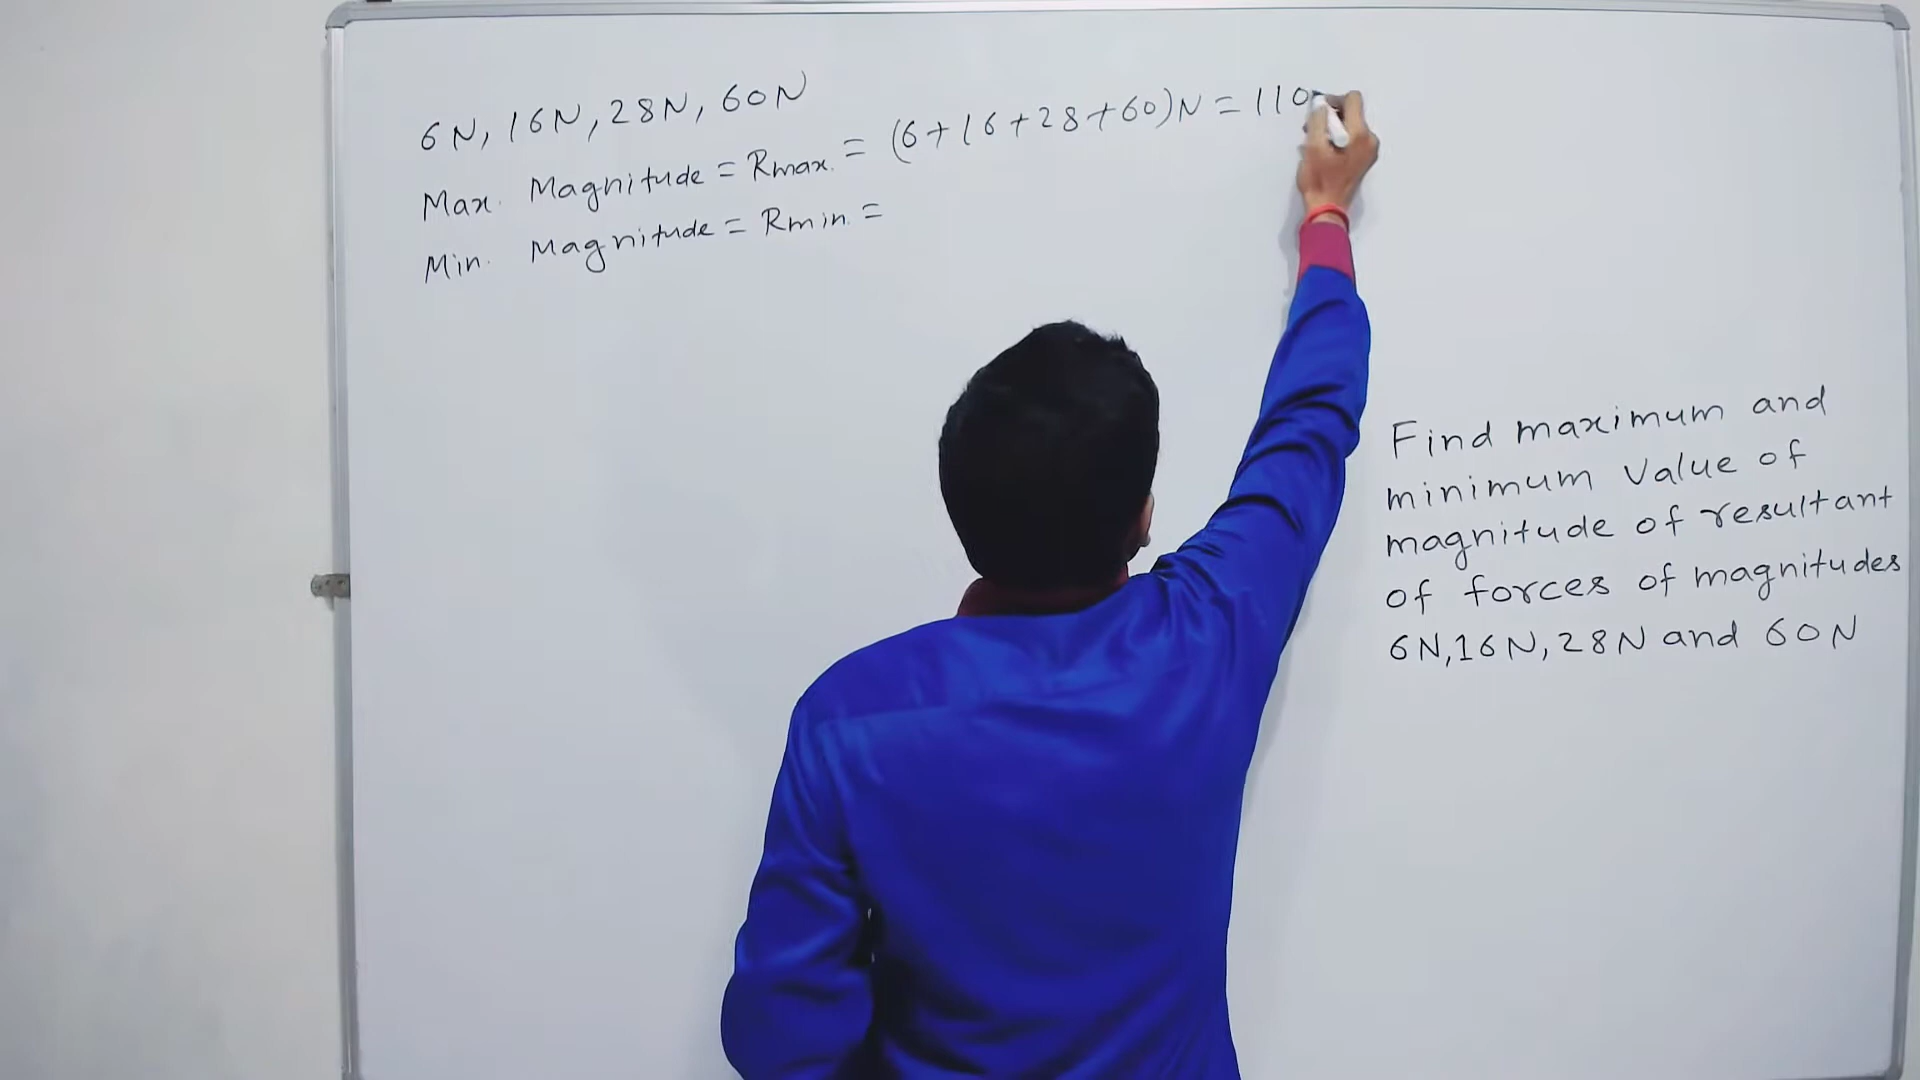 6N, 16N, 28N, 60N
Max. Magnitude = Rmax. = (6+16+28+60)N = 110
Min. Magnitude = Rmin. =
Find maximum and
minimum value of
magnitude of resultant
of forces of magnitudes
6N, 16N, 28N and 60N